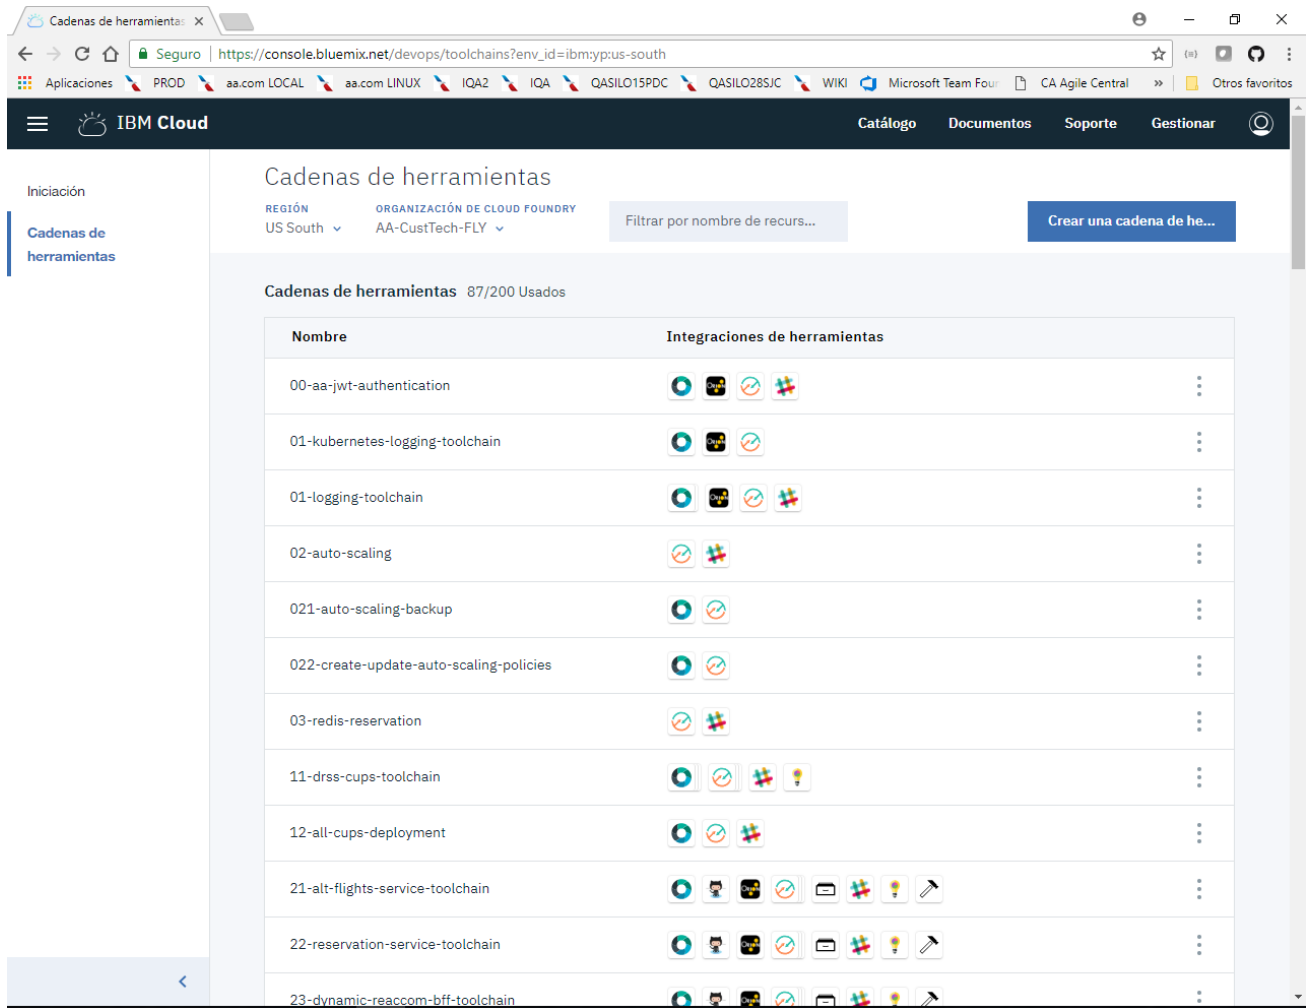 Cadenas de herramientas
Seguro | https://console.bluemix.net/devops/toolchains?env_id=ibm:yp:us-south
Aplicaciones PROD aa.com LOCAL aa.com LINUX IQA2 IQA QASILO15PDC QASILO28SJC WIKI Microsoft Team Four CA Agile Central » Otros favoritos
IBM Cloud Catálogo Documentos Soporte Gestionar
Iniciación
Cadenas de
herramientas
Cadenas de herramientas
REGIÓN ORGANIZACIÓN DE CLOUD FOUNDRY
US South AA-CustTech-FLY
Filtrar por nombre de recurs...
Crear una cadena de he...
Cadenas de herramientas 87/200 Usados
Nombre Integraciones de herramientas
00-aa-jwt-authentication
01-kubernetes-logging-toolchain
01-logging-toolchain
02-auto-scaling
021-auto-scaling-backup
022-create-update-auto-scaling-policies
03-redis-reservation
11-drss-cups-toolchain
12-all-cups-deployment
21-alt-flights-service-toolchain
22-reservation-service-toolchain
23-dynamic-reaccom-bff-toolchain